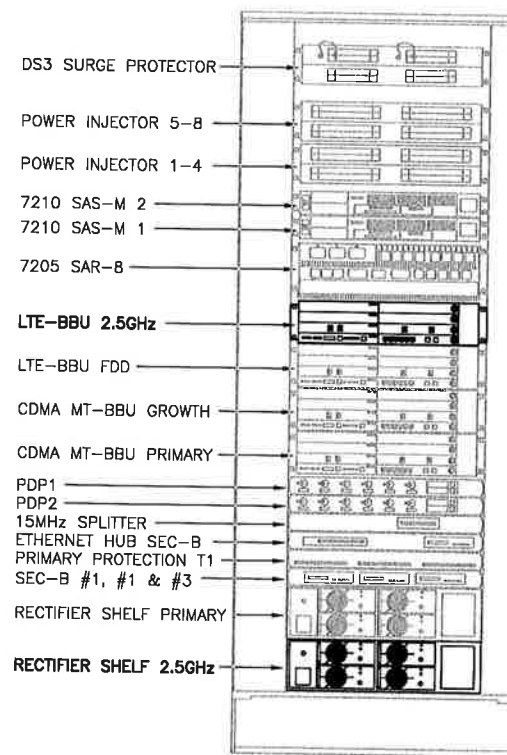 DS3 SURGE PROTECTOR
POWER INJECTOR 5-8
POWER INJECTOR 1-4
7210 SAS-M 2
7210 SAS-M 1
7205 SAR-8
LTE-BBU 2.5GHz
LTE-BBU FDD
CDMA MT-BBU GROWTH
CDMA MT-BBU PRIMARY
PDP1
PDP2
15MHz SPLITTER
ETHERNET HUB SEC-B
PRIMARY PROTECTION T1
SEC-B #1, #1 & #3
RECTIFIER SHELF PRIMARY
RECTIFIER SHELF 2.5GHz